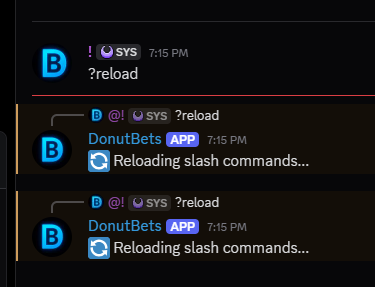 B
! SYS 7:15 PM
?reload
B @! SYS ?reload
B
DonutBets APP 7:15 PM
🔄 Reloading slash commands...
B @! SYS ?reload
B
DonutBets APP 7:15 PM
🔄 Reloading slash commands...